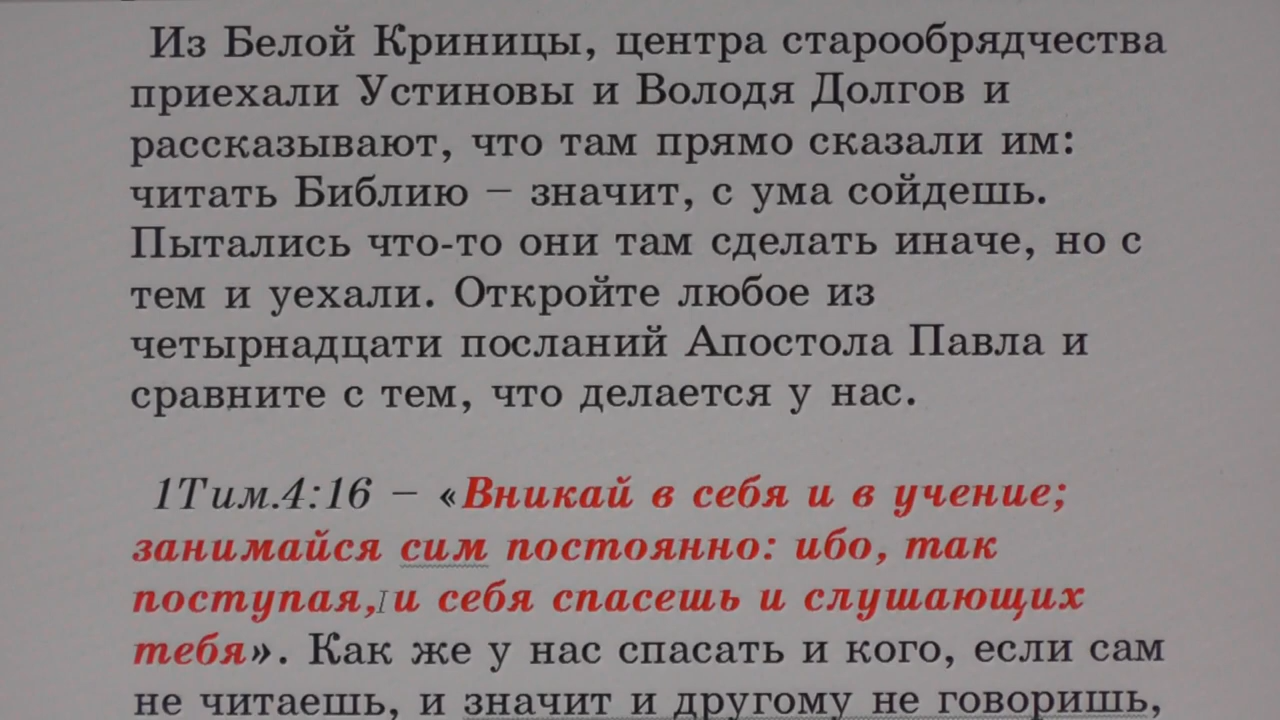 Из Белой Криницы, центра старообрядчества
приехали Устиновы и Володя Долгов и
рассказывают, что там прямо сказали им:
читать Библию – значит, с ума сойдешь.
Пытались что-то они там сделать иначе, но с
тем и уехали. Откройте любое из
четырнадцати посланий Апостола Павла и
сравните с тем, что делается у нас.
1Тим.4:16 – «Вникай в себя и в учение;
занимайся сим постоянно: ибо, так
поступая, и себя спасешь и слушающих
тебя». Как же у нас спасать и кого, если сам
не читаешь, и значит и другому не говоришь,